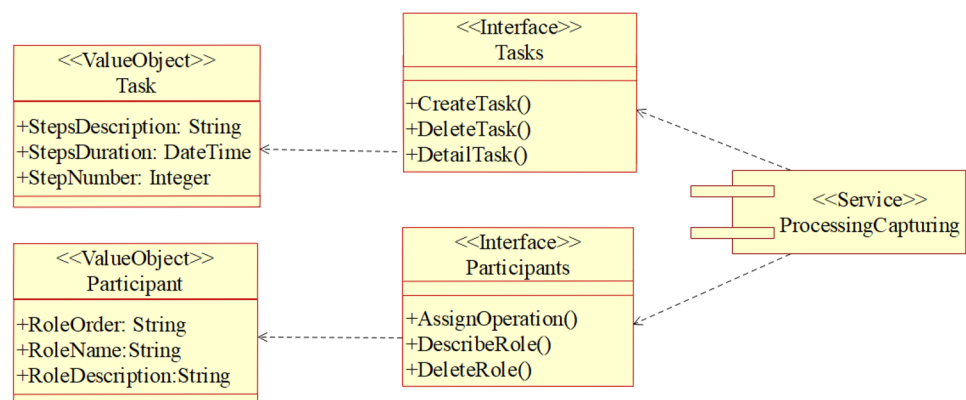 <<ValueObject>>
Task
+StepsDescription: String
+StepsDuration: DateTime
+StepNumber: Integer
<<Interface>>
Tasks
+CreateTask()
+DeleteTask()
+DetailTask()
<<Service>>
ProcessingCapturing
<<ValueObject>>
Participant
+RoleOrder: String
+RoleName:String
+RoleDescription:String
<<Interface>>
Participants
+AssignOperation()
+DescribeRole()
+DeleteRole()